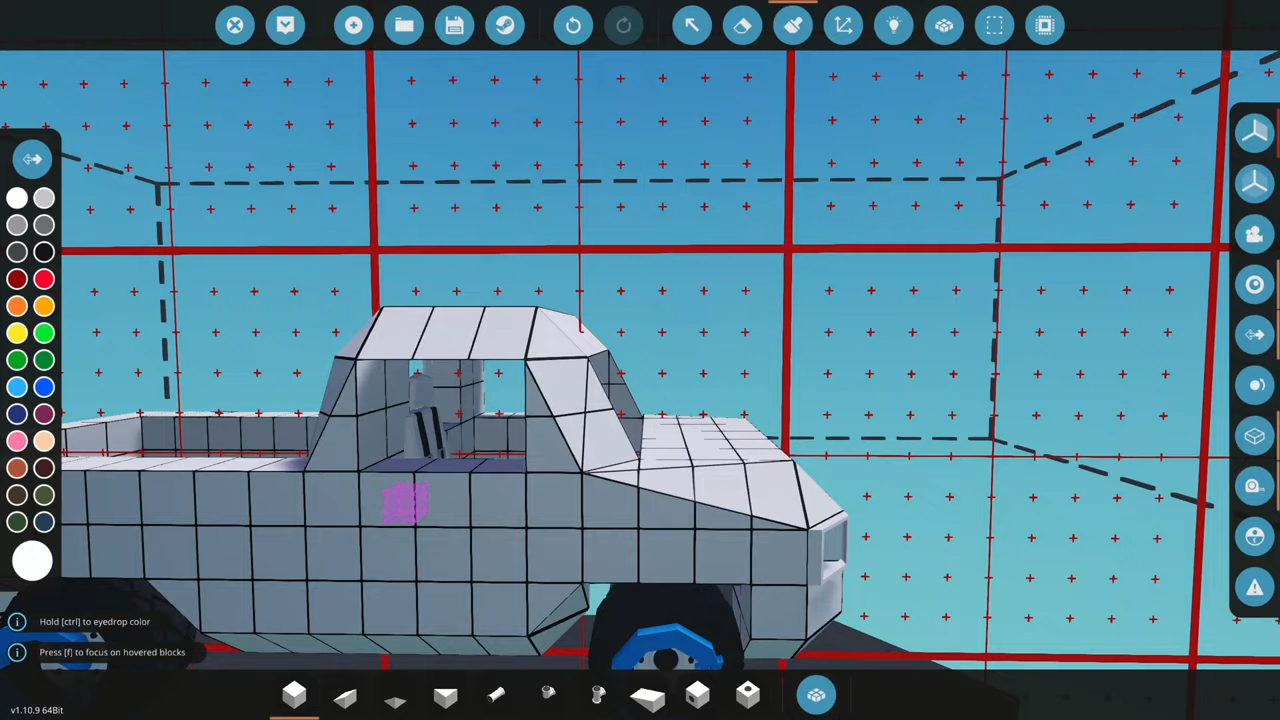 Hold [ctrl] to eyedrop color
Press [f] to focus on hovered blocks
v1.10.9 64Bit